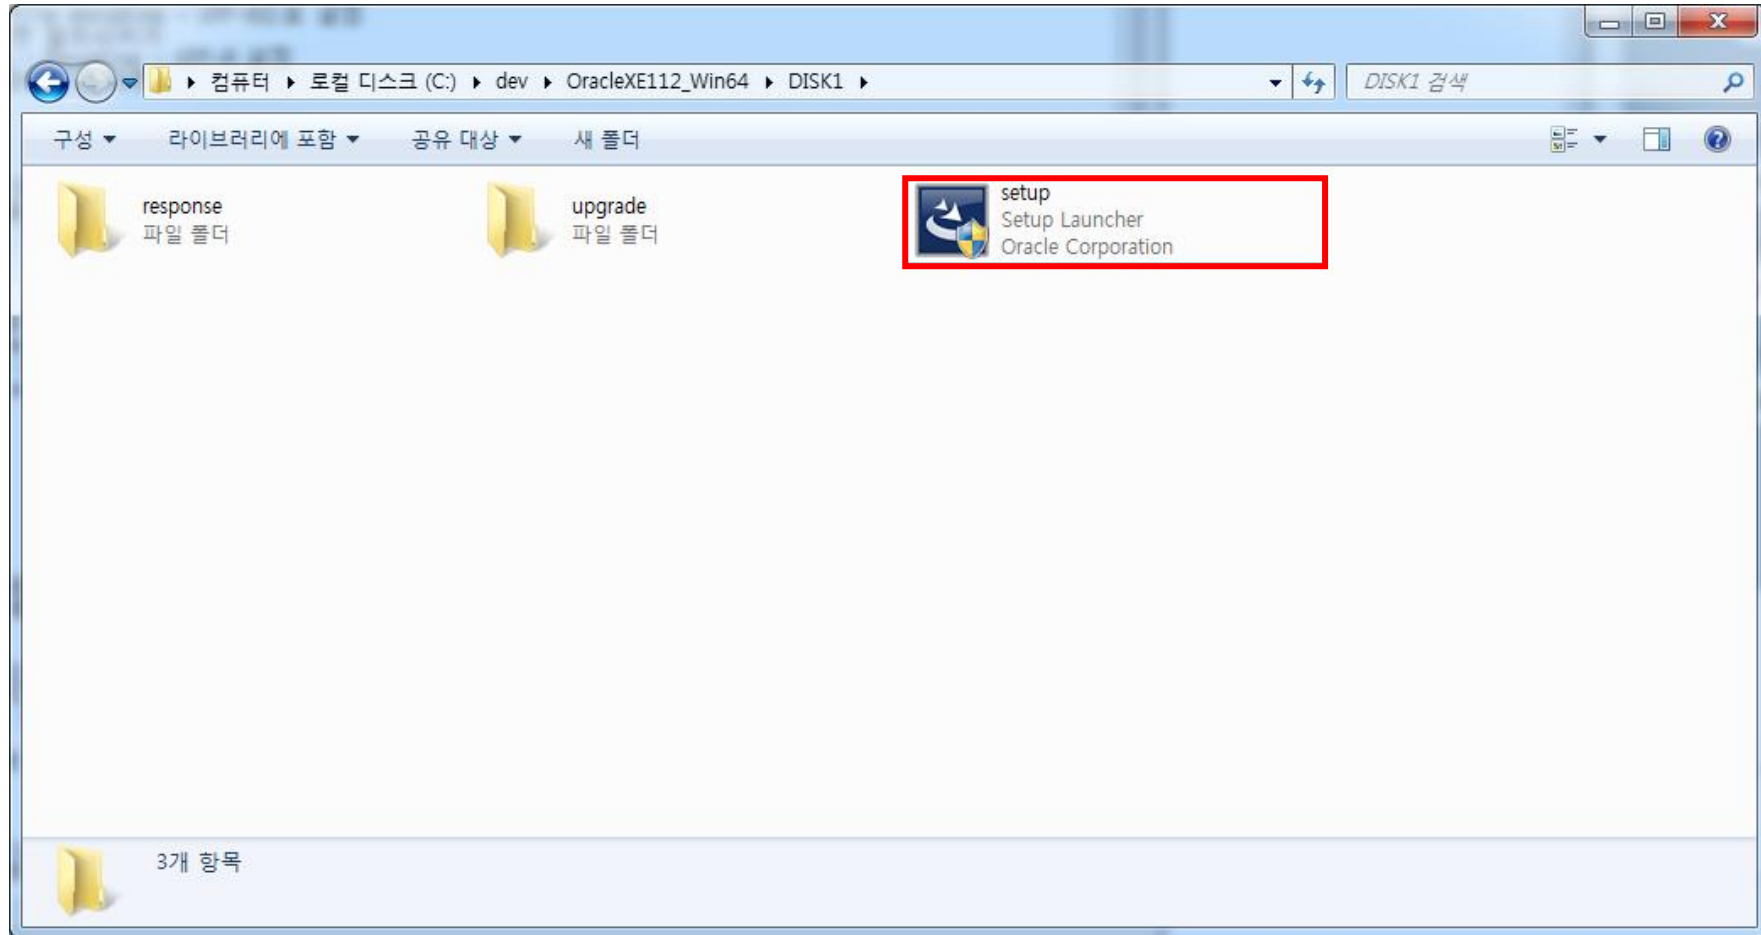 컴퓨터 로컬 디스크 (C:) dev OracleXE112_Win64 DISK1
DISK1 검색
구성 라이브러리에 포함 공유 대상 새 폴더
response
파일 폴더
upgrade
파일 폴더
setup
Setup Launcher
Oracle Corporation
3개 항목